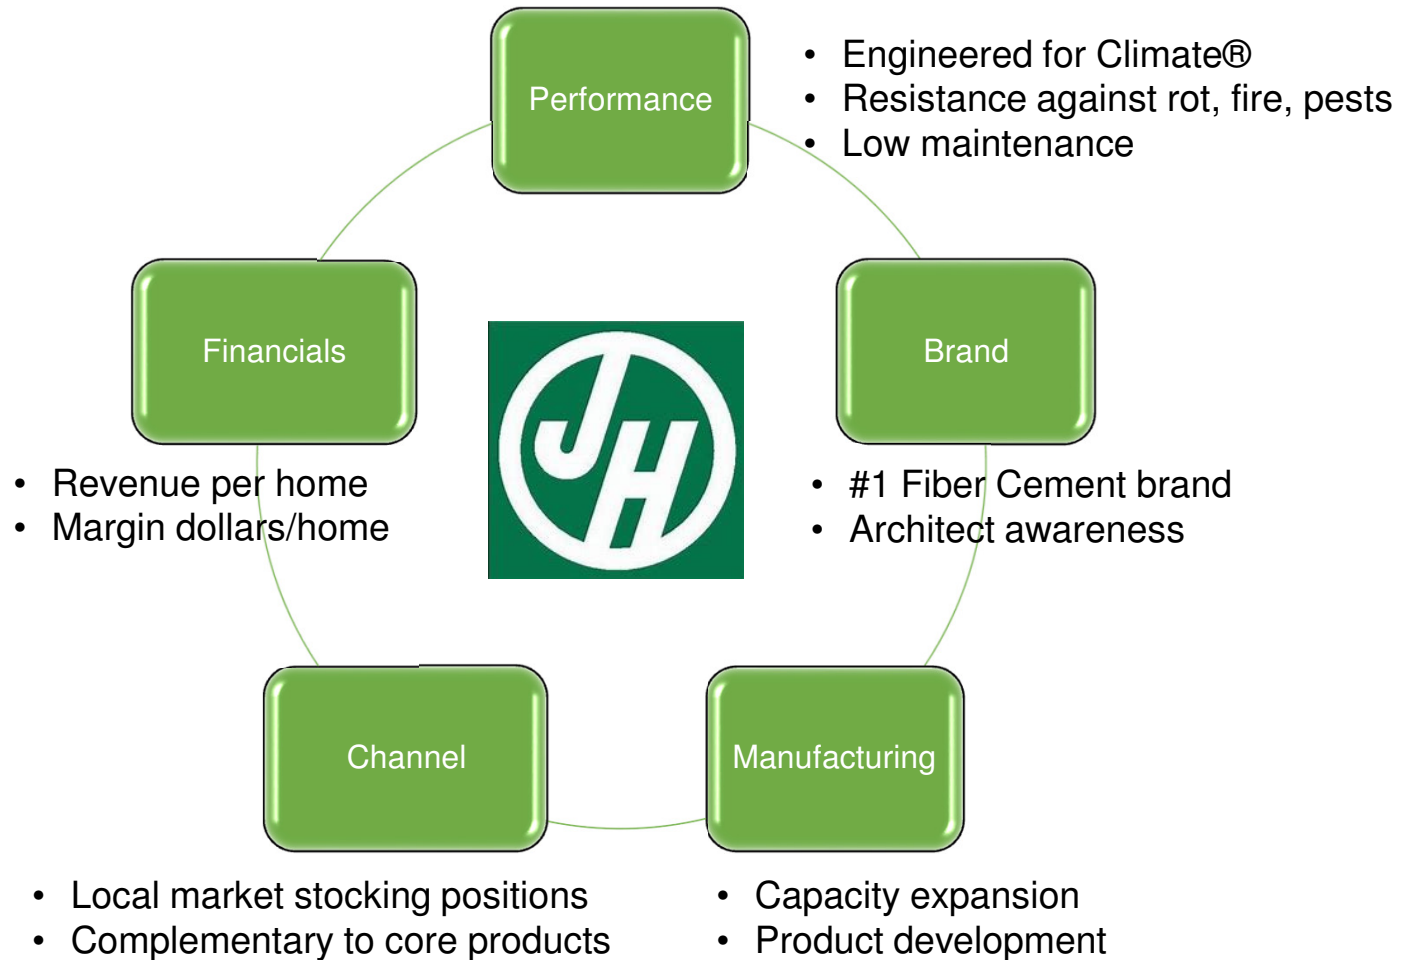 Performance
• Engineered for Climate®
• Resistance against rot, fire, pests
• Low maintenance
Financials
Brand
JH
• Revenue per home
• Margin dollars/home
• #1 Fiber Cement brand
• Architect awareness
Channel
Manufacturing
• Local market stocking positions
• Complementary to core products
• Capacity expansion
• Product development